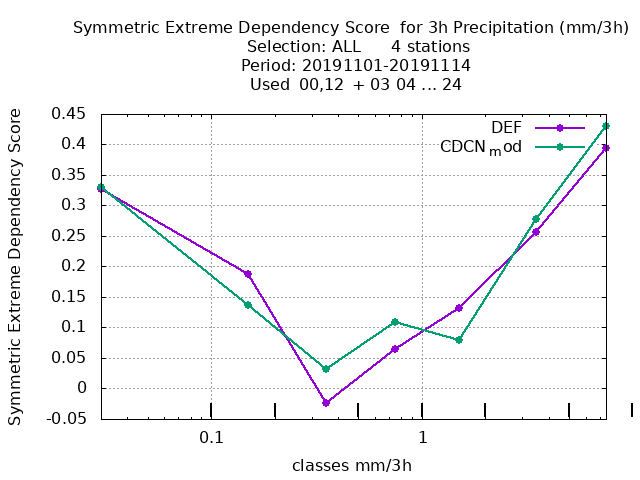 Symmetric Extreme Dependency Score  for 3h Precipitation (mm/3h)
Selection: ALL      4 stations
Period: 20191101-20191114
Used  00,12  + 03 04 ... 24
Symmetric Extreme Dependency Score
0.45
0.4
0.35
0.3
0.25
0.2
0.15
0.1
0.05
0
-0.05
DEF
CDCNmod
0.1
1
classes mm/3h